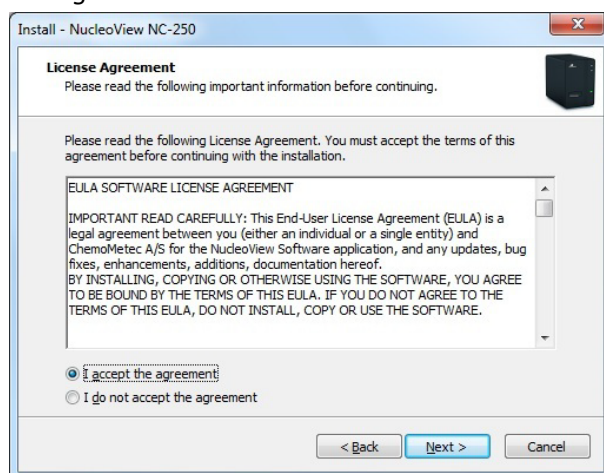 Install - NucleoView NC-250
License Agreement
Please read the following important information before continuing.
Please read the following License Agreement. You must accept the terms of this
agreement before continuing with the installation.
EULA SOFTWARE LICENSE AGREEMENT
IMPORTANT READ CAREFULLY: This End-User License Agreement (EULA) is a
legal agreement between you (either an individual or a single entity) and
ChemoMetec A/S for the NucleoView Software application, and any updates, bug
fixes, enhancements, additions, documentation hereof.
BY INSTALLING, COPYING OR OTHERWISE USING THE SOFTWARE, YOU AGREE
TO BE BOUND BY THE TERMS OF THIS EULA. IF YOU DO NOT AGREE TO THE
TERMS OF THIS EULA, DO NOT INSTALL, COPY OR USE THE SOFTWARE.
I accept the agreement
I do not accept the agreement
< Back
Next >
Cancel